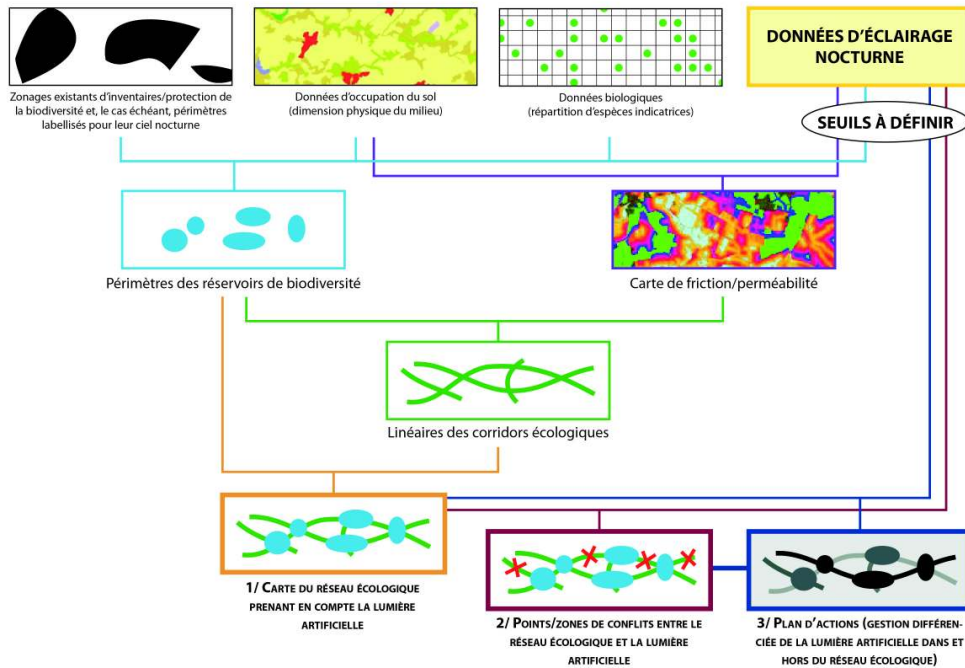 DONNÉES D'ÉCLAIRAGE
NOCTURNE
Zonages existants d'inventaires/protection de
la biodiversité et, le cas échéant, périmètres
labellisés pour leur ciel nocturne
Données d'occupation du sol
(dimension physique du milieu)
Données biologiques
(répartition d'espèces indicatrices)
SEUILS À DÉFINIR
Périmètres des réservoirs de biodiversité
Carte de friction/perméabilité
Linéaires des corridors écologiques
1/ CARTE DU RÉSEAU ÉCOLOGIQUE
PRENANT EN COMPTE LA LUMIÈRE
ARTIFICIELLE
2/ POINTS/ZONES DE CONFLITS ENTRE LE
RÉSEAU ÉCOLOGIQUE ET LA LUMIÈRE
ARTIFICIELLE
3/ PLAN D'ACTIONS (GESTION DIFFÉREN-
CIÉE DE LA LUMIÈRE ARTIFICIELLE DANS ET
HORS DU RÉSEAU ÉCOLOGIQUE)